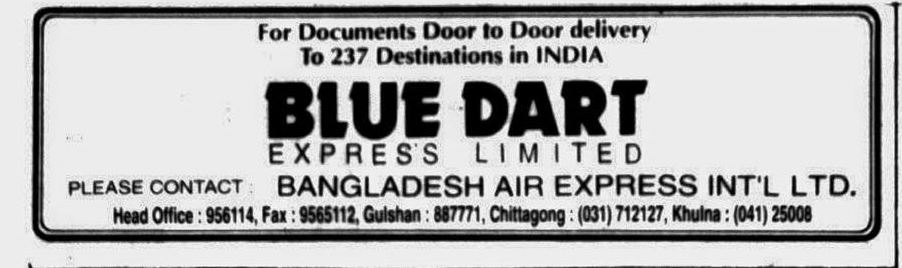 For Documents Door to Door delivery
To 237 Destinations in INDIA
BLUE DART
EXPRESS LIMITED
PLEASE CONTACT : BANGLADESH AIR EXPRESS INT'L LTD.
Head Office : 956114, Fax : 9565112, Gulshan : 887771, Chittagong : (031) 712127, Khulna : (041) 25008